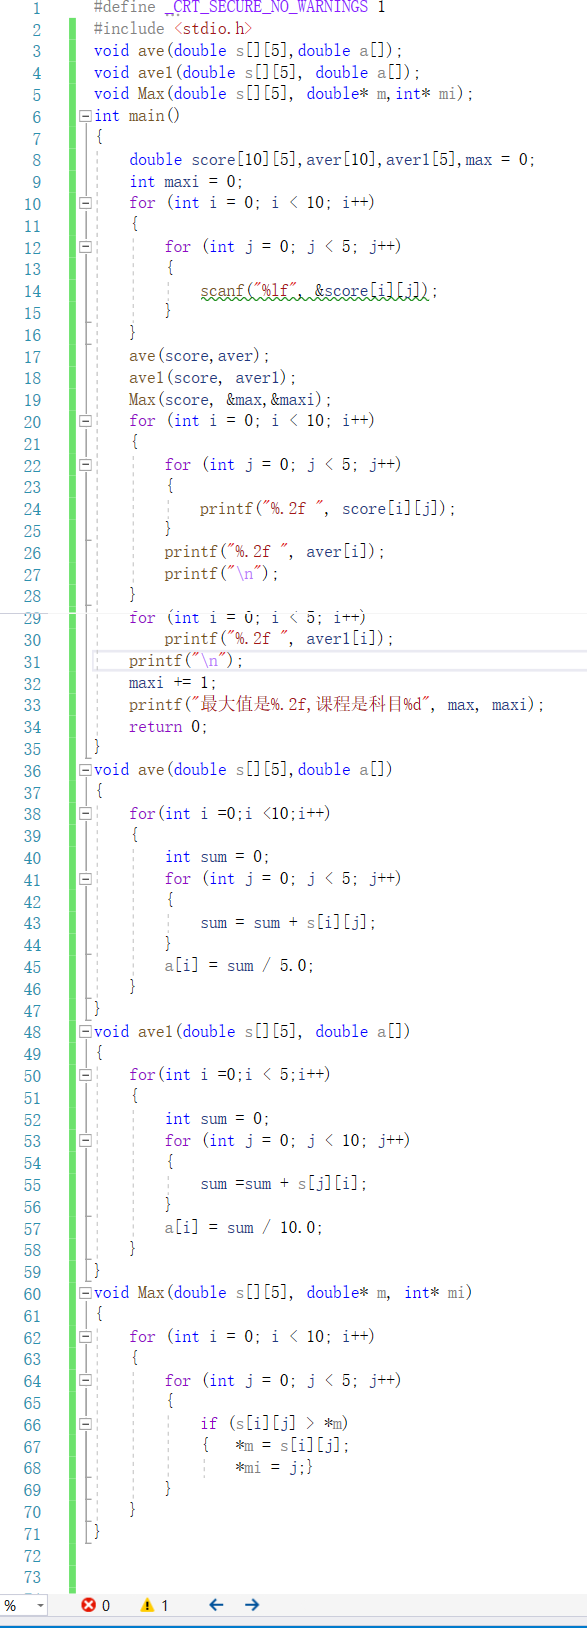 1 #define _CRT_SECURE_NO_WARNINGS 1
2 #include <stdio.h>
3 void ave(double s[][5],double a[]);
4 void ave1(double s[][5], double a[]);
5 void Max(double s[][5], double* m,int* mi);
6 int main()
7 {
8 double score[10][5],aver[10],aver1[5],max = 0;
9 int maxi = 0;
10 for (int i = 0; i < 10; i++)
11 {
12 for (int j = 0; j < 5; j++)
13 {
14 scanf("%lf", &score[i][j]);
15 }
16 }
17 ave(score,aver);
18 ave1(score, aver1);
19 Max(score, &max,&maxi);
20 for (int i = 0; i < 10; i++)
21 {
22 for (int j = 0; j < 5; j++)
23 {
24 printf("%.2f ", score[i][j]);
25 }
26 printf("%.2f ", aver[i]);
27 printf("\n");
28 }
29 for (int i = 0; i < 5; i++)
30 printf("%.2f ", aver1[i]);
31 printf("\n");
32 maxi += 1;
33 printf("最大值是%.2f,课程是科目%d", max, maxi);
34 return 0;
35 }
36 void ave(double s[][5],double a[])
37 {
38 for(int i =0;i <10;i++)
39 {
40 int sum = 0;
41 for (int j = 0; j < 5; j++)
42 {
43 sum = sum + s[i][j];
44 }
45 a[i] = sum / 5.0;
46 }
47 }
48 void ave1(double s[][5], double a[])
49 {
50 for(int i =0;i < 5;i++)
51 {
52 int sum = 0;
53 for (int j = 0; j < 10; j++)
54 {
55 sum =sum + s[j][i];
56 }
57 a[i] = sum / 10.0;
58 }
59 }
60 void Max(double s[][5], double* m, int* mi)
61 {
62 for (int i = 0; i < 10; i++)
63 {
64 for (int j = 0; j < 5; j++)
65 {
66 if (s[i][j] > *m)
67 { *m = s[i][j];
68 *mi = j;}
69 }
70 }
71 }
72
73
% 0 1